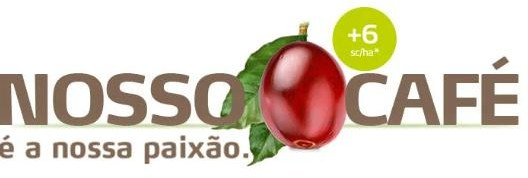 +6
sc/ha*
NOSSO CAFÉ
é a nossa paixão.